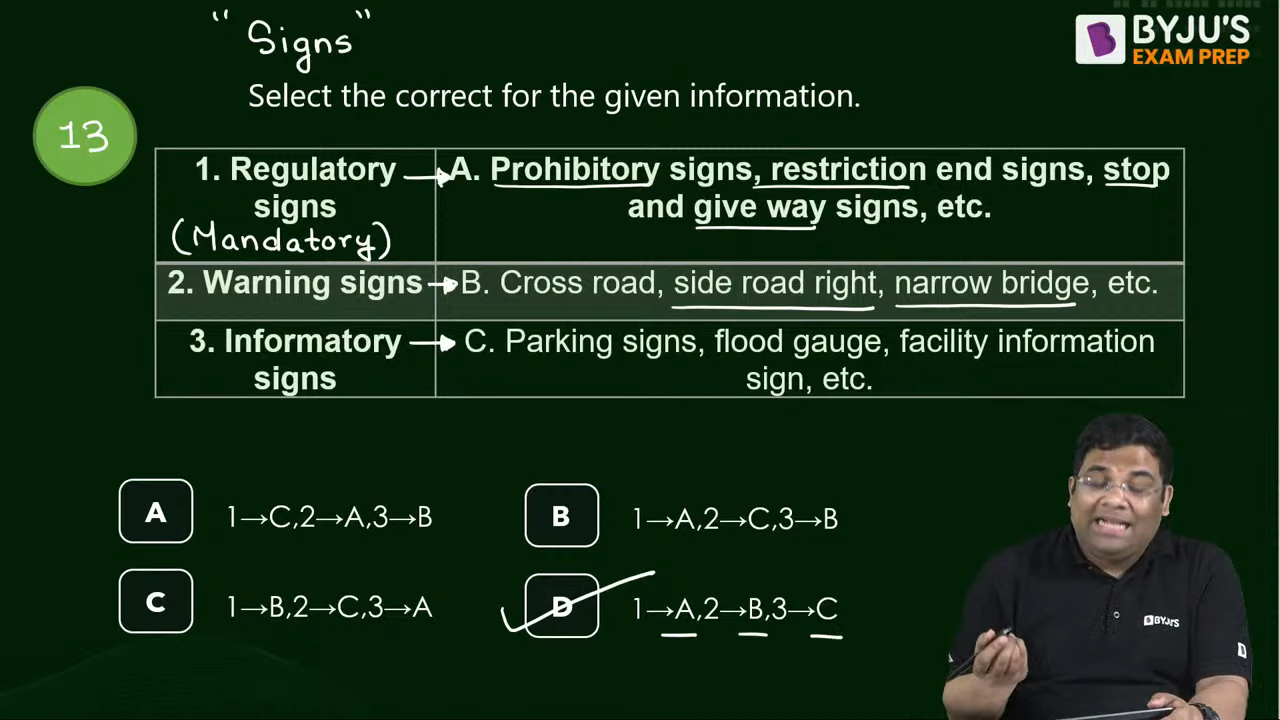 "Signs"
BYJU'S
EXAM PREP
Select the correct for the given information.
13
1. Regulatory
signs
(Mandatory)
A. Prohibitory signs, restriction end signs, stop
and give way signs, etc.
2. Warning signs
B. Cross road, side road right, narrow bridge, etc.
3. Informatory
signs
C. Parking signs, flood gauge, facility information
sign, etc.
A
1→C,2→A,3→B
B
1→A,2→C,3→B
C
1→B,2→C,3→A
D
1→A,2→B,3→C
BYJU'S